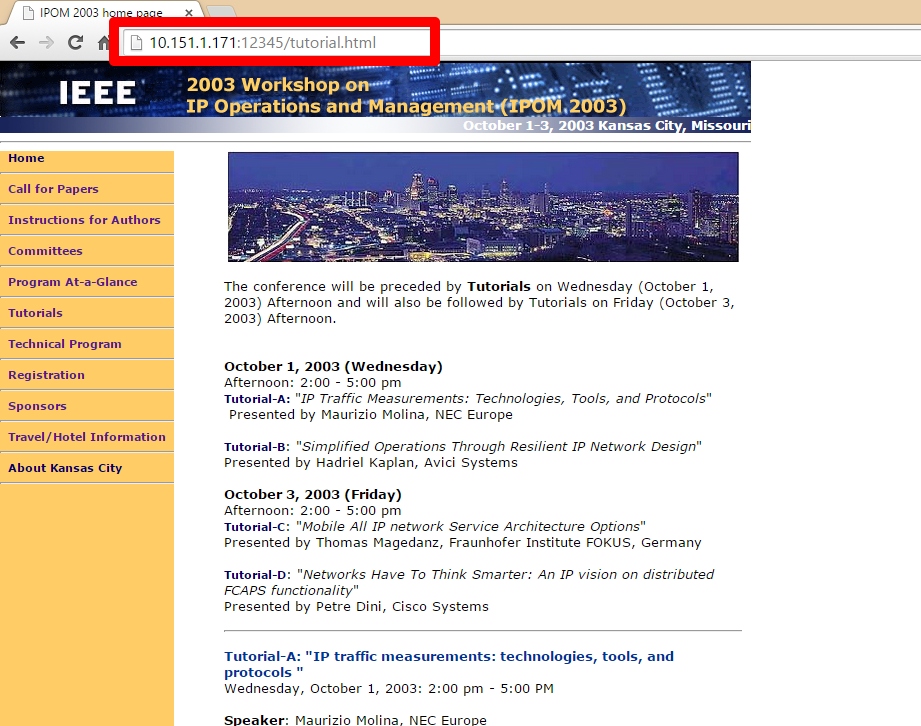 IPOM 2003 home page
10.151.1.171:12345/tutorial.html
IEEE
2003 Workshop on
IP Operations and Management (IPOM 2003)
October 1-3, 2003 Kansas City, Missouri
Home
Call for Papers
Instructions for Authors
Committees
Program At-a-Glance
Tutorials
Technical Program
Registration
Sponsors
Travel/Hotel Information
About Kansas City
The conference will be preceded by Tutorials on Wednesday (October 1,
2003) Afternoon and will also be followed by Tutorials on Friday (October 3,
2003) Afternoon.
October 1, 2003 (Wednesday)
Afternoon: 2:00 - 5:00 pm
Tutorial-A: "IP Traffic Measurements: Technologies, Tools, and Protocols"
Presented by Maurizio Molina, NEC Europe
Tutorial-B: "Simplified Operations Through Resilient IP Network Design"
Presented by Hadriel Kaplan, Avici Systems
October 3, 2003 (Friday)
Afternoon: 2:00 - 5:00 pm
Tutorial-C: "Mobile All IP network Service Architecture Options"
Presented by Thomas Magedanz, Fraunhofer Institute FOKUS, Germany
Tutorial-D: "Networks Have To Think Smarter: An IP vision on distributed
FCAPS functionality"
Presented by Petre Dini, Cisco Systems
Tutorial-A: "IP traffic measurements: technologies, tools, and
protocols "
Wednesday, October 1, 2003: 2:00 pm - 5:00 PM
Speaker: Maurizio Molina, NEC Europe